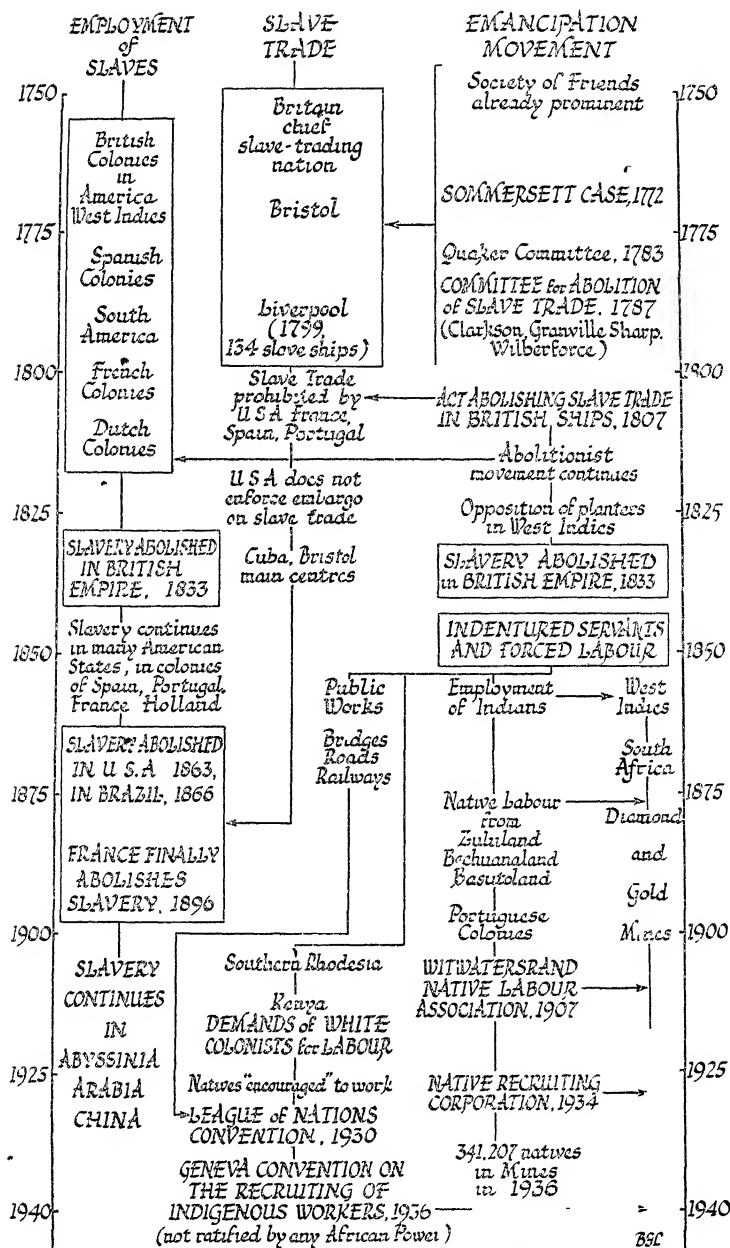 EMPLOYMENT
of
SLAVES
SLAVE
TRADE
EMANCIPATION
MOVEMENT
1750
1775
1800
1825
1850
1875
1900
1925
1940
British
Colonies
in
America
West Indies
Spanish
Colonies
South
America
French
Colonies
Dutch
Colonies
SLAVERY ABOLISHED
IN BRITISH
EMPIRE, 1833
Slavery continues
in many American
States, in colonies
of Spain, Portugal,
France Holland
SLAVERY ABOLISHED
IN U.S.A 1863,
IN BRAZIL, 1866
FRANCE FINALLY
ABOLISHES
SLAVERY, 1896
SLAVERY
CONTINUES
IN
ABYSSINIA
ARABIA
CHINA
Britain
chief
slave-trading
nation
Bristol
Liverpool
(1799,
134 slave ships)
Slave Trade
prohibited by
U S A France,
Spain, Portugal
U S A does not
enforce embargo
on slave trade
Cuba, Bristol
main centres
Society of Friends
already prominent
SOMMERSETT CASE, 1772
Quaker Committee, 1783
COMMITTEE for ABOLITION
of SLAVE TRADE, 1787
(Clarkson, Granville Sharp,
Wilberforce)
ACT ABOLISHING SLAVE TRADE
IN BRITISH SHIPS, 1807
Abolitionist
movement continues
Opposition of planters
in West Indies
SLAVERY ABOLISHED
in BRITISH EMPIRE, 1833
INDENTURED SERVANTS
AND FORCED LABOUR
Public
Works
Bridges
Roads
Railways
Employment
of Indians
West
Indies
South
Africa
Native Labour
from
Zululand
Bechuanaland
Basutoland
Portuguese
Colonies
Diamond
and
Gold
Mines
Southern Rhodesia
Kenya
DEMANDS of WHITE
COLONISTS for LABOUR
Natives "encouraged" to work
LEAGUE of NATIONS
CONVENTION, 1930
GENEVA CONVENTION ON
THE RECRUITING OF
INDIGENOUS WORKERS, 1936
(not ratified by any African Power)
WITWATERSRAND
NATIVE LABOUR
ASSOCIATION, 1907
NATIVE RECRUITING
CORPORATION, 1934
341,207 natives
in Mines
in 1936
1750
1775
1900
1825
1850
1875
1900
1925
1940
BGC